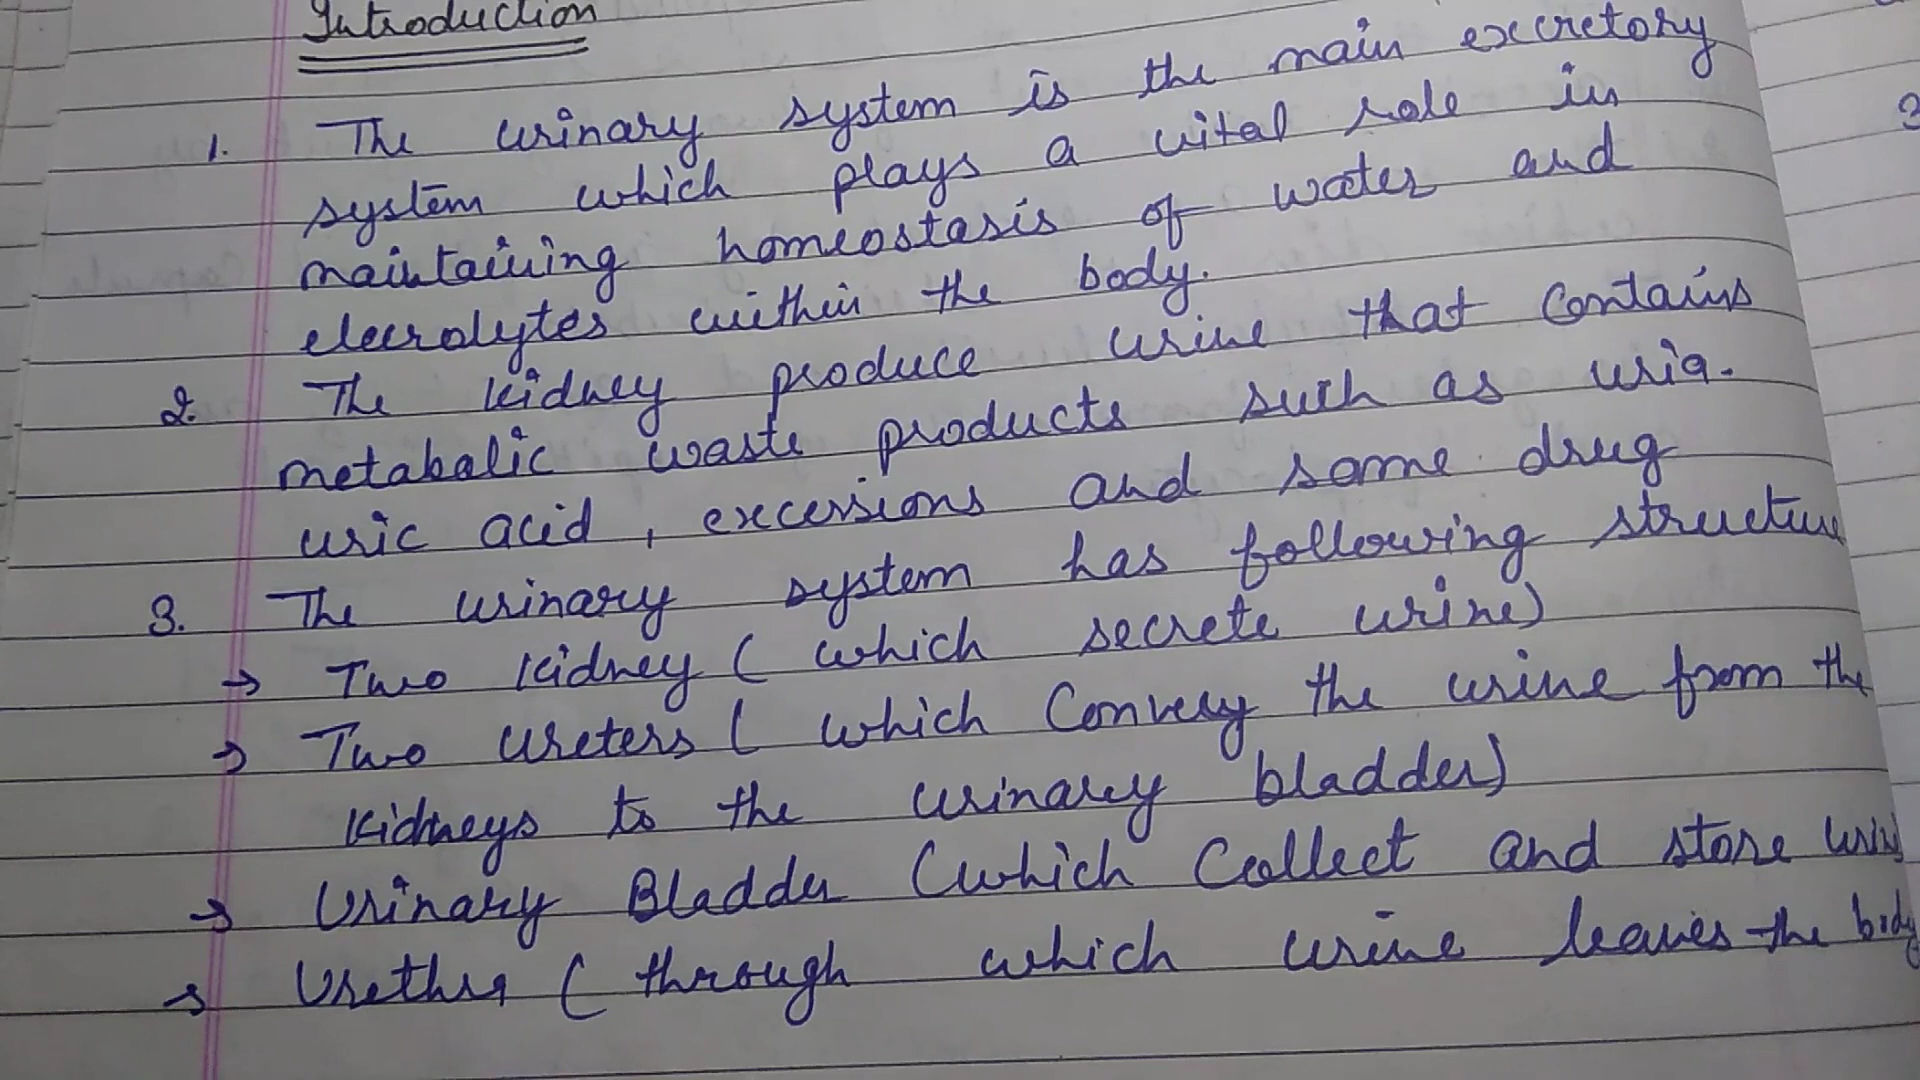 Introduction
1. The urinary system is the main excretory
system which plays a vital role in
maintaining homeostasis of water and
elecrolytes within the body.
2. The kidney produce urine that contains
metabalic waste products such as uria.
uric acid, excersions and some drug
3. The urinary system has following structure
→ Two kidney ( which secrete urine)
→ Two ureters ( which Convey the urine from the
kidneys to the urinary bladder)
→ Urinary Bladder (which Collect and store
→ Urethra ( through which urine leaves the body